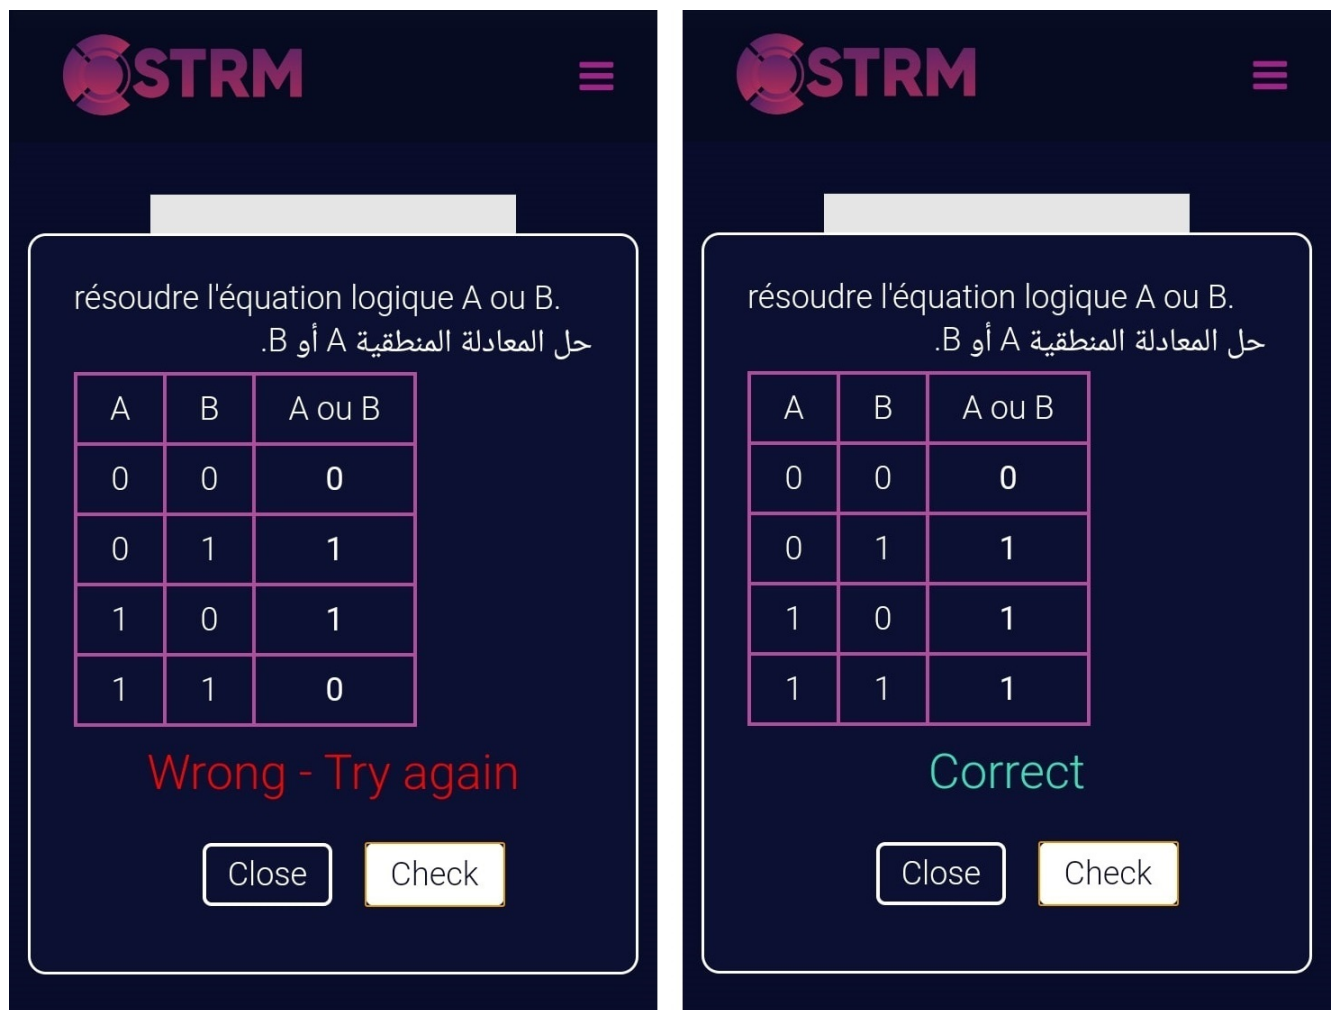 STRM
résoudre l'équation logique A ou B.
حل المعادلة المنطقية A أو B.
A B A ou B
0 0 0
0 1 1
1 0 1
1 1 0
Wrong - Try again
Close Check
STRM
résoudre l'équation logique A ou B.
حل المعادلة المنطقية A أو B.
A B A ou B
0 0 0
0 1 1
1 0 1
1 1 1
Correct
Close Check